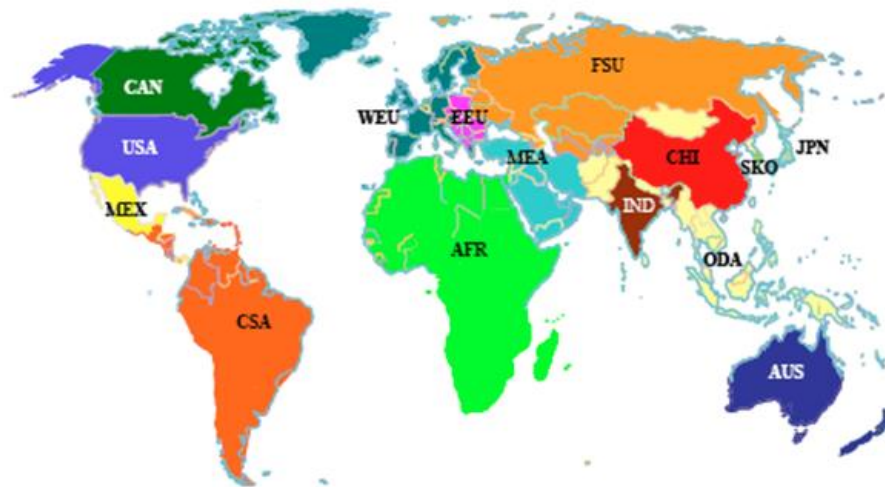 CAN
FSU
WEU
EEU
USA
MEA
CHI
JPN
SKO
MEX
IND
AFR
ODA
CSA
AUS